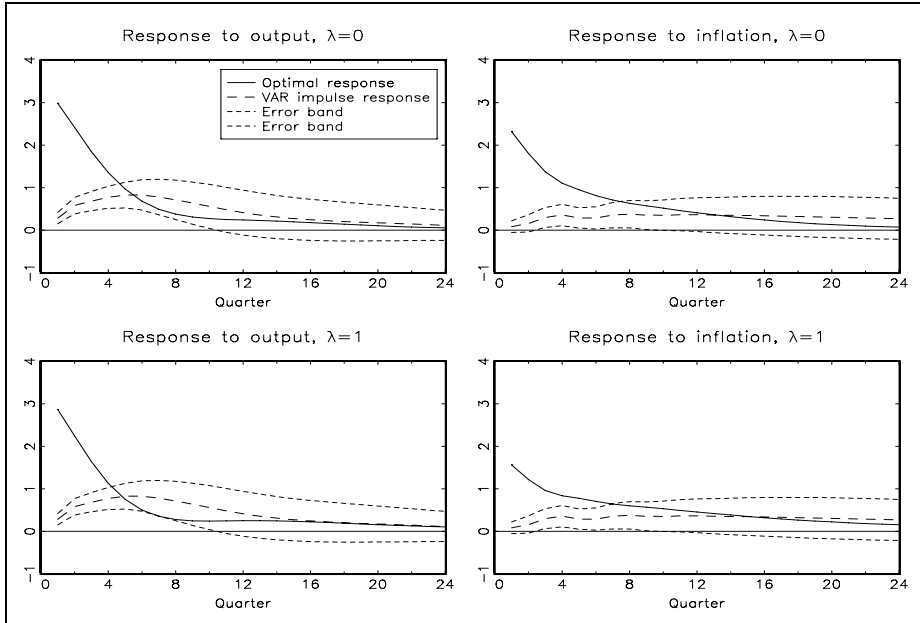 Response to output, λ=0
4
3
2
1
0
−1
Optimal response
VAR impulse response
Error band
Error band
0 4 8 12 16 20 24
Quarter
Response to inflation, λ=0
4
3
2
1
0
−1
0 4 8 12 16 20 24
Quarter
Response to output, λ=1
4
3
2
1
0
−1
0 4 8 12 16 20 24
Quarter
Response to inflation, λ=1
4
3
2
1
0
−1
0 4 8 12 16 20 24
Quarter